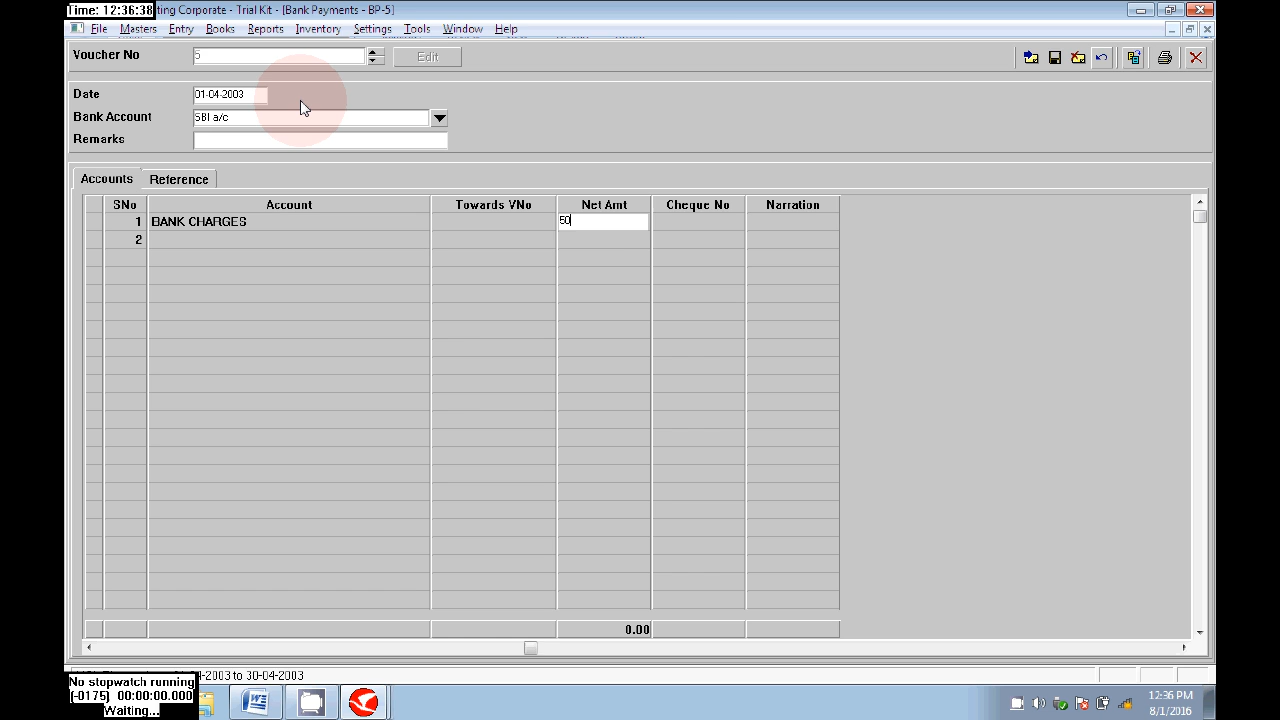 Time: 12:36:38
ting Corporate - Trial Kit - [Bank Payments - BP-5]
File Masters Entry Books Reports Inventory Settings Tools Window Help
Voucher No 5 Edit
Date 01-04-2003
Bank Account SBI a/c
Remarks
Accounts Reference
SNo Account Towards VNo Net Amt Cheque No Narration
1 BANK CHARGES 50
2
0.00
-2003 to 30-04-2003
No stopwatch running
(-0175) 00:00:00.000
Waiting...
12:36 PM
8/1/2016